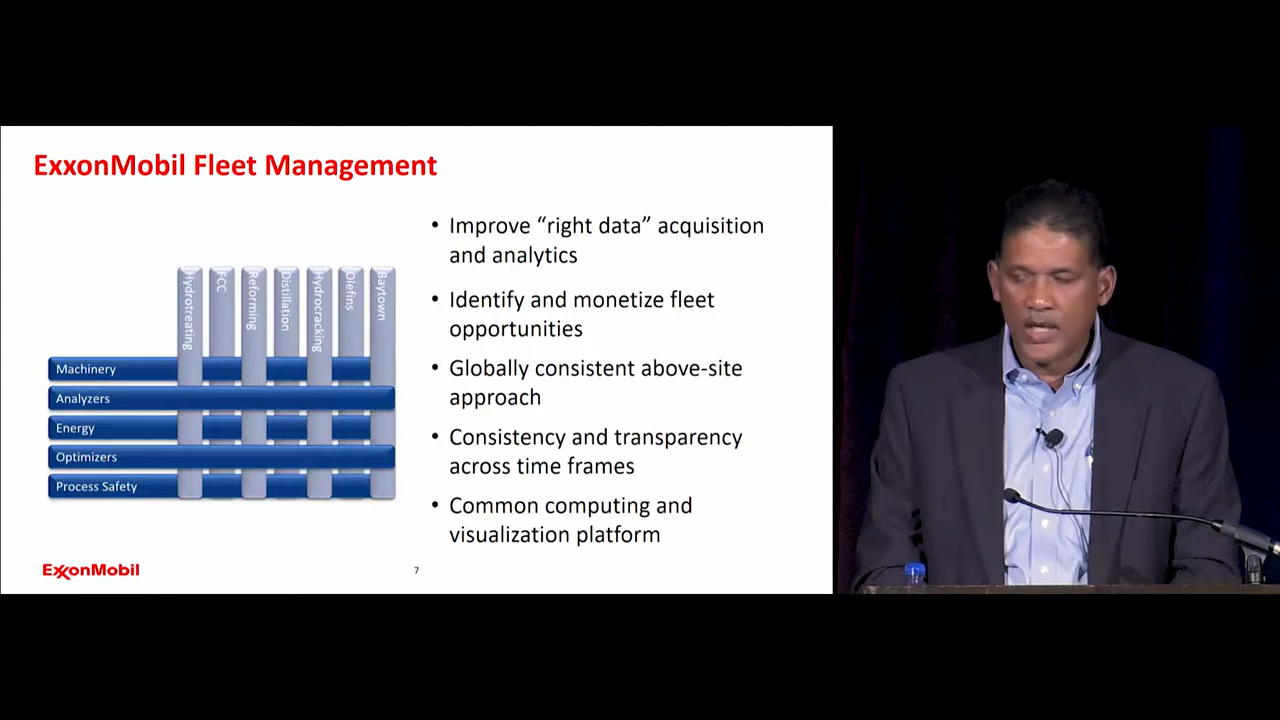 ExxonMobil Fleet Management
Hydrotreating
FCC
Reforming
Distillation
Hydrocracking
Olefins
Baytown
Machinery
Analyzers
Energy
Optimizers
Process Safety
• Improve “right data” acquisition
and analytics
• Identify and monetize fleet
opportunities
• Globally consistent above-site
approach
• Consistency and transparency
across time frames
• Common computing and
visualization platform
ExxonMobil
7